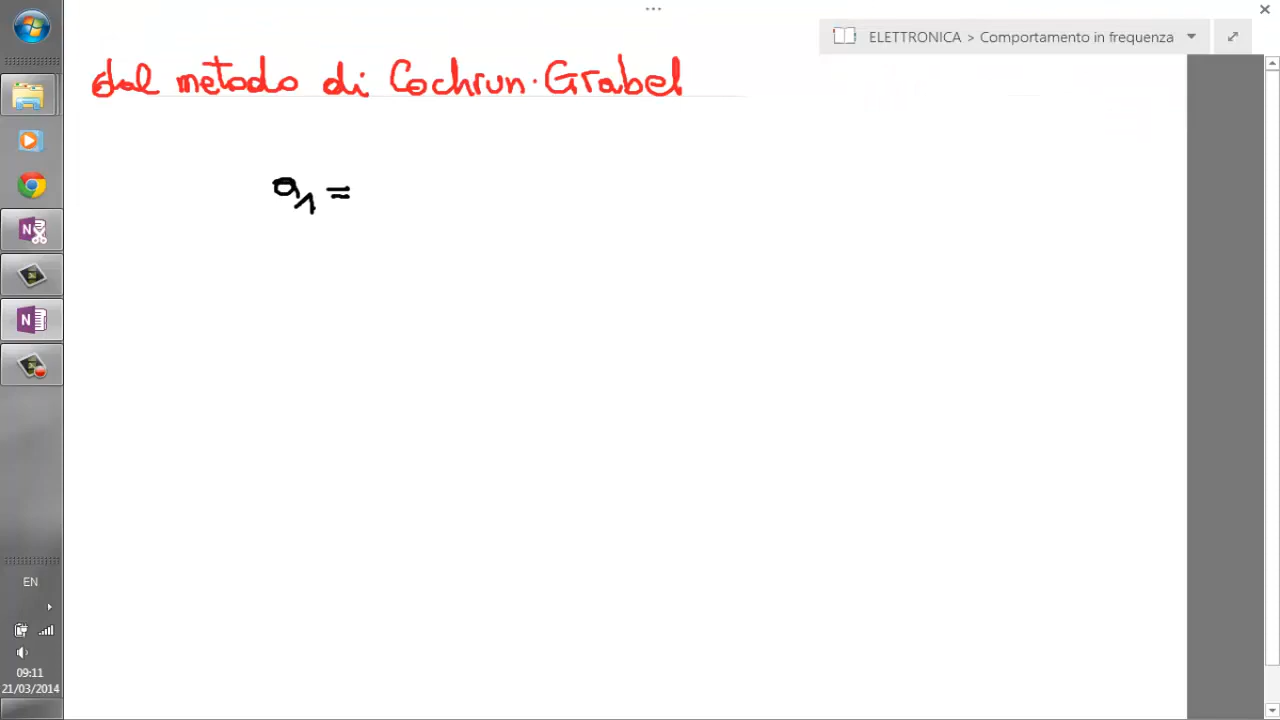 ELETTRONICA > Comportamento in frequenza
dal metodo di Cochrun-Grabel
a₁ =
EN
09:11
21/03/2014